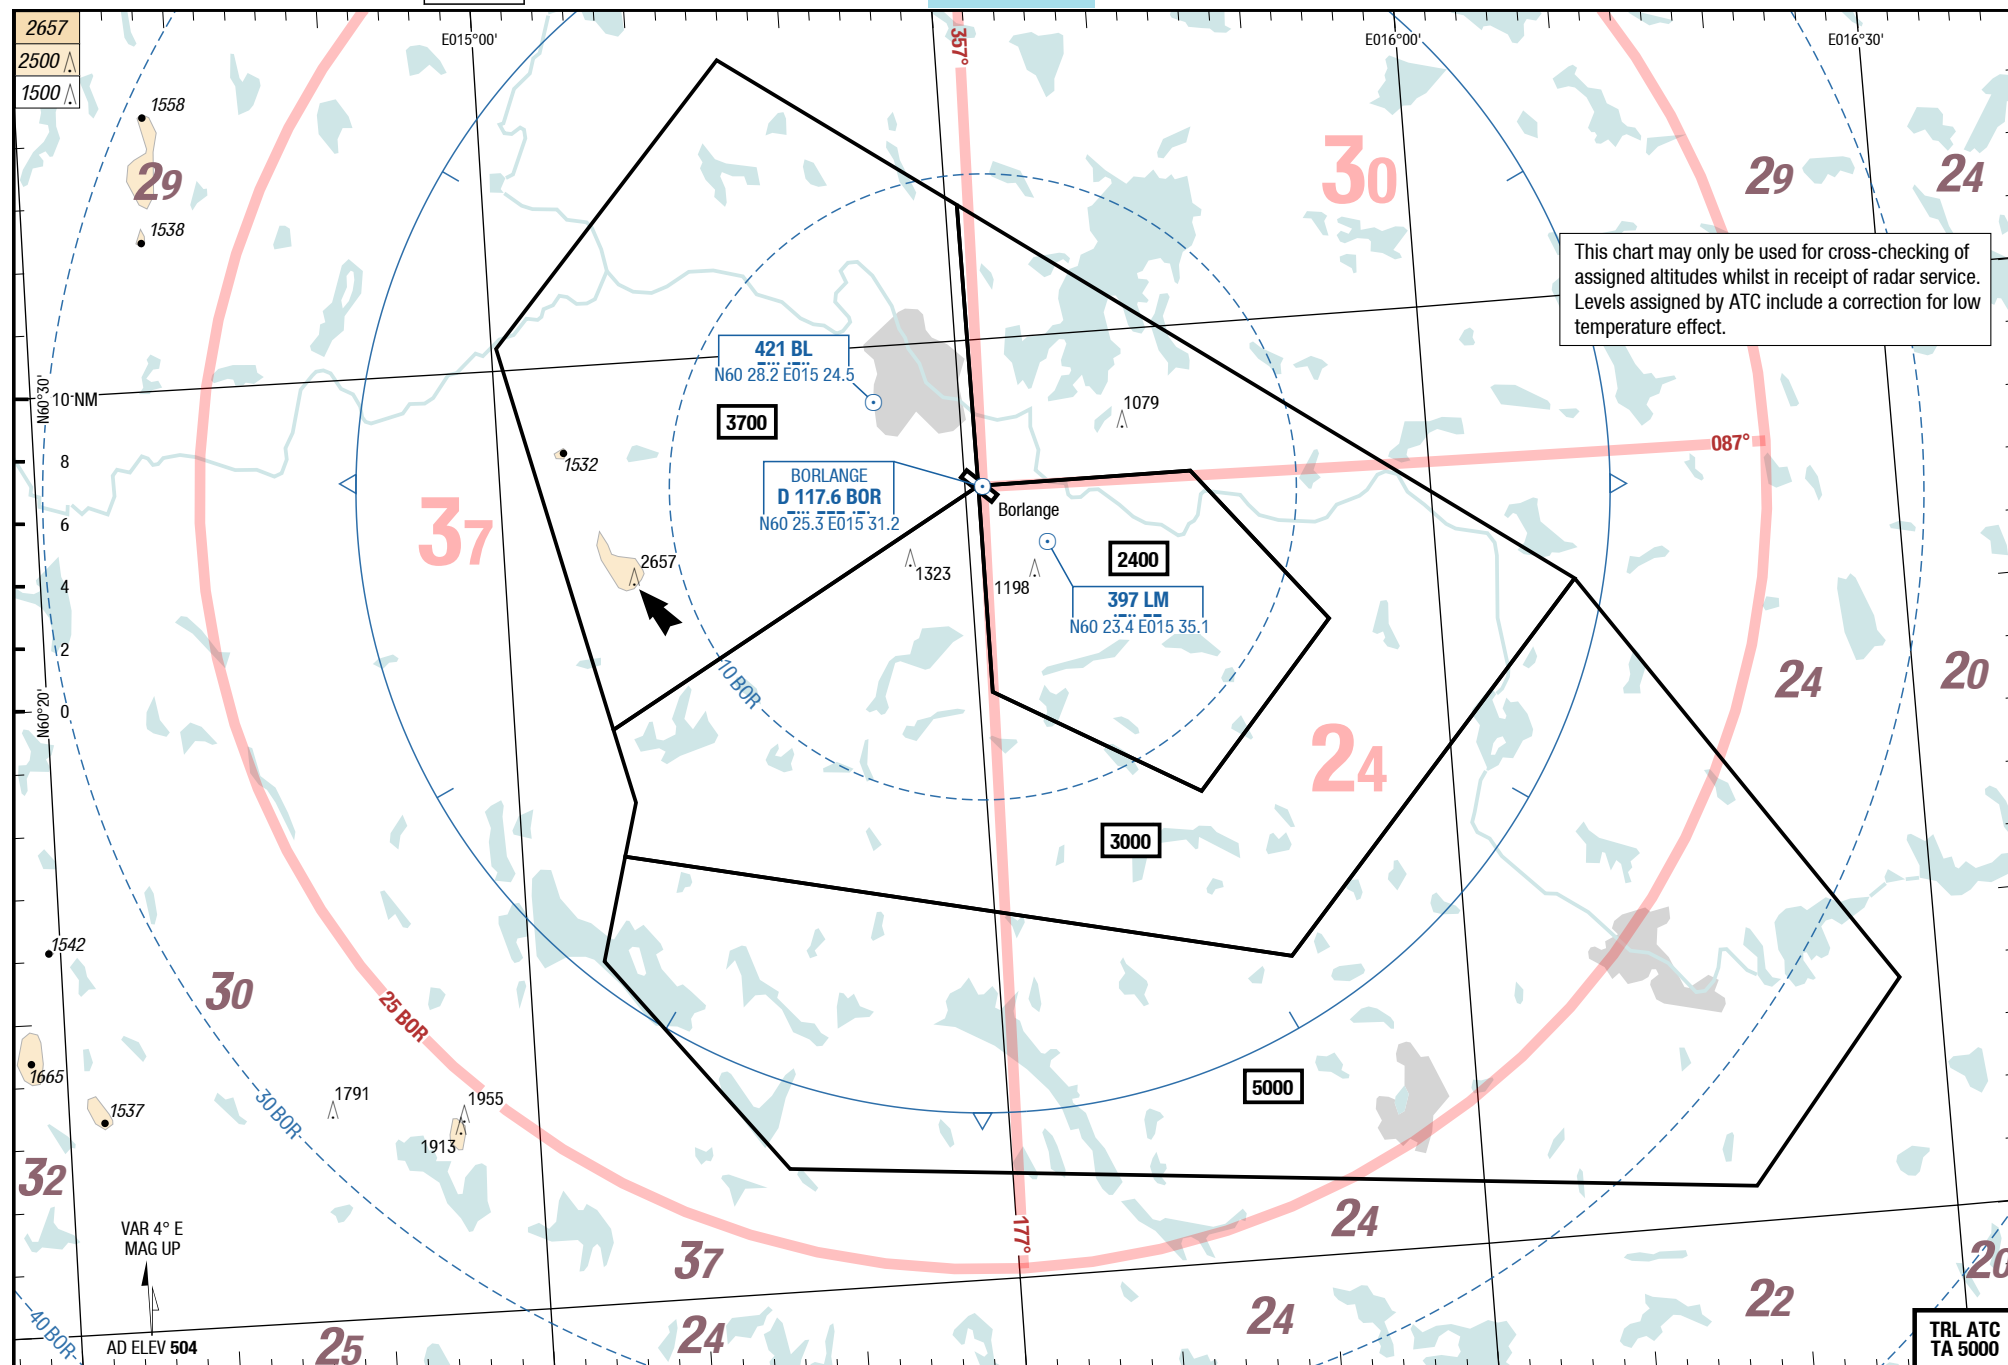 2657
2500
1500
E015°00'
357°
E016°00'
E016°30'
1558
29
1538
30
29
24
This chart may only be used for cross-checking of
assigned altitudes whilst in receipt of radar service.
Levels assigned by ATC include a correction for low
temperature effect.
421 BL
N60 28.2 E015 24.5
N60°30'
10 NM
3700
1079
087°
8
1532
BORLANGE
D 117.6 BOR
N60 25.3 E015 31.2
Borlange
6
37
2657
1323
1198
2400
4
397 LM
N60 23.4 E015 35.1
2
10 BOR
24
20
N60°20'
0
24
3000
1542
30
25 BOR
1665
1537
30 BOR
1791
1955
1913
5000
32
VAR 4° E
MAG UP
177°
37
24
20
40 BOR
AD ELEV 504
25
24
24
22
TRL ATC
TA 5000